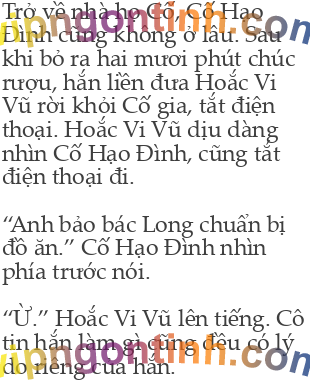 Trở về nhà họ Cố, Cố Hạo
Đình cũng không ở lâu. Sau
khi bỏ ra hai mươi phút chúc
rượu, hắn liền đưa Hoắc Vi
Vũ rời khỏi Cố gia, tắt điện
thoại. Hoắc Vi Vũ dịu dàng
nhìn Cố Hạo Đình, cũng tắt
điện thoại đi.
“Anh bảo bác Long chuẩn bị
đồ ăn.” Cố Hạo Đình nhìn
phía trước nói.
“Ừ.” Hoắc Vi Vũ lên tiếng. Cô
tin hắn làm gì cũng đều có lý
do riêng của hắn.